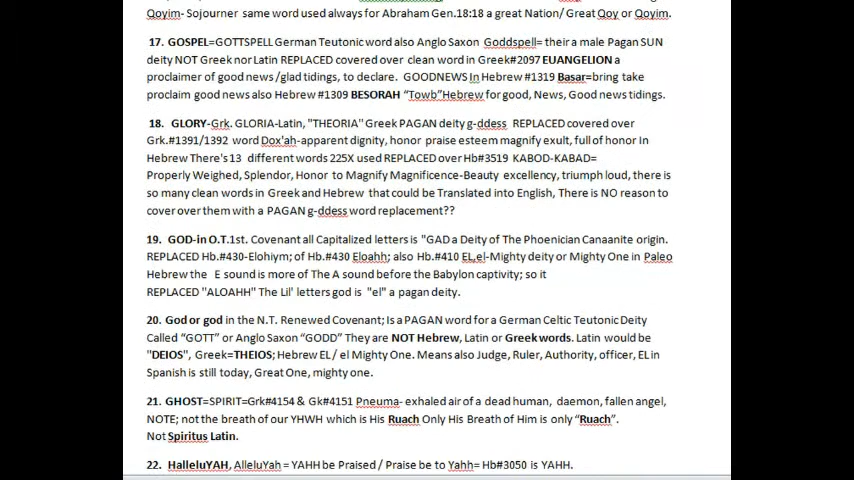 Qoyim- Sojourner same word used always for Abraham Gen.18:18 a great Nation/ Great Qoy or Qoyim.
17. GOSPEL=GOTTSPELL German Teutonic word also Anglo Saxon Goddspell= their a male Pagan SUN
deity NOT Greek nor Latin REPLACED covered over clean word in Greek#2097 EUANGELION a
proclaimer of good news /glad tidings, to declare. GOODNEWS In Hebrew #1319 Basar=bring take
proclaim good news also Hebrew #1309 BESORAH “Towb”Hebrew for good, News, Good news tidings.
18. GLORY-Grk. GLORIA-Latin, "THEORIA" Greek PAGAN deity g-ddess REPLACED covered over
Grk.#1391/1392 word Dox'ah-apparent dignity, honor praise esteem magnify exult, full of honor In
Hebrew There's 13 different words 225X used REPLACED over Hb#3519 KABOD-KABAD=
Properly Weighed, Splendor, Honor to Magnify Magnificence-Beauty excellency, triumph loud, there is
so many clean words in Greek and Hebrew that could be Translated into English, There is NO reason to
cover over them with a PAGAN g-ddess word replacement??
19. GOD-in O.T.1st. Covenant all Capitalized letters is "GAD a Deity of The Phoenician Canaanite origin.
REPLACED Hb.#430-Elohiym; of Hb.#430 Eloahh; also Hb.#410 EL,el-Mighty deity or Mighty One in Paleo
Hebrew the E sound is more of The A sound before the Babylon captivity; so it
REPLACED "ALOAHH" The Lil' letters god is "el" a pagan deity.
20. God or god in the N.T. Renewed Covenant; Is a PAGAN word for a German Celtic Teutonic Deity
Called “GOTT” or Anglo Saxon “GODD” They are NOT Hebrew, Latin or Greek words. Latin would be
"DEIOS", Greek=THEIOS; Hebrew EL/ el Mighty One. Means also Judge, Ruler, Authority, officer, EL in
Spanish is still today, Great One, mighty one.
21. GHOST=SPIRIT=Grk#4154 & Gk#4151 Pneuma- exhaled air of a dead human, daemon, fallen angel,
NOTE; not the breath of our YHWH which is His Ruach Only His Breath of Him is only “Ruach”.
Not Spiritus Latin.
22. HalleluYAH, AlleluYah = YAHH be Praised / Praise be to Yahh= Hb#3050 is YAHH.